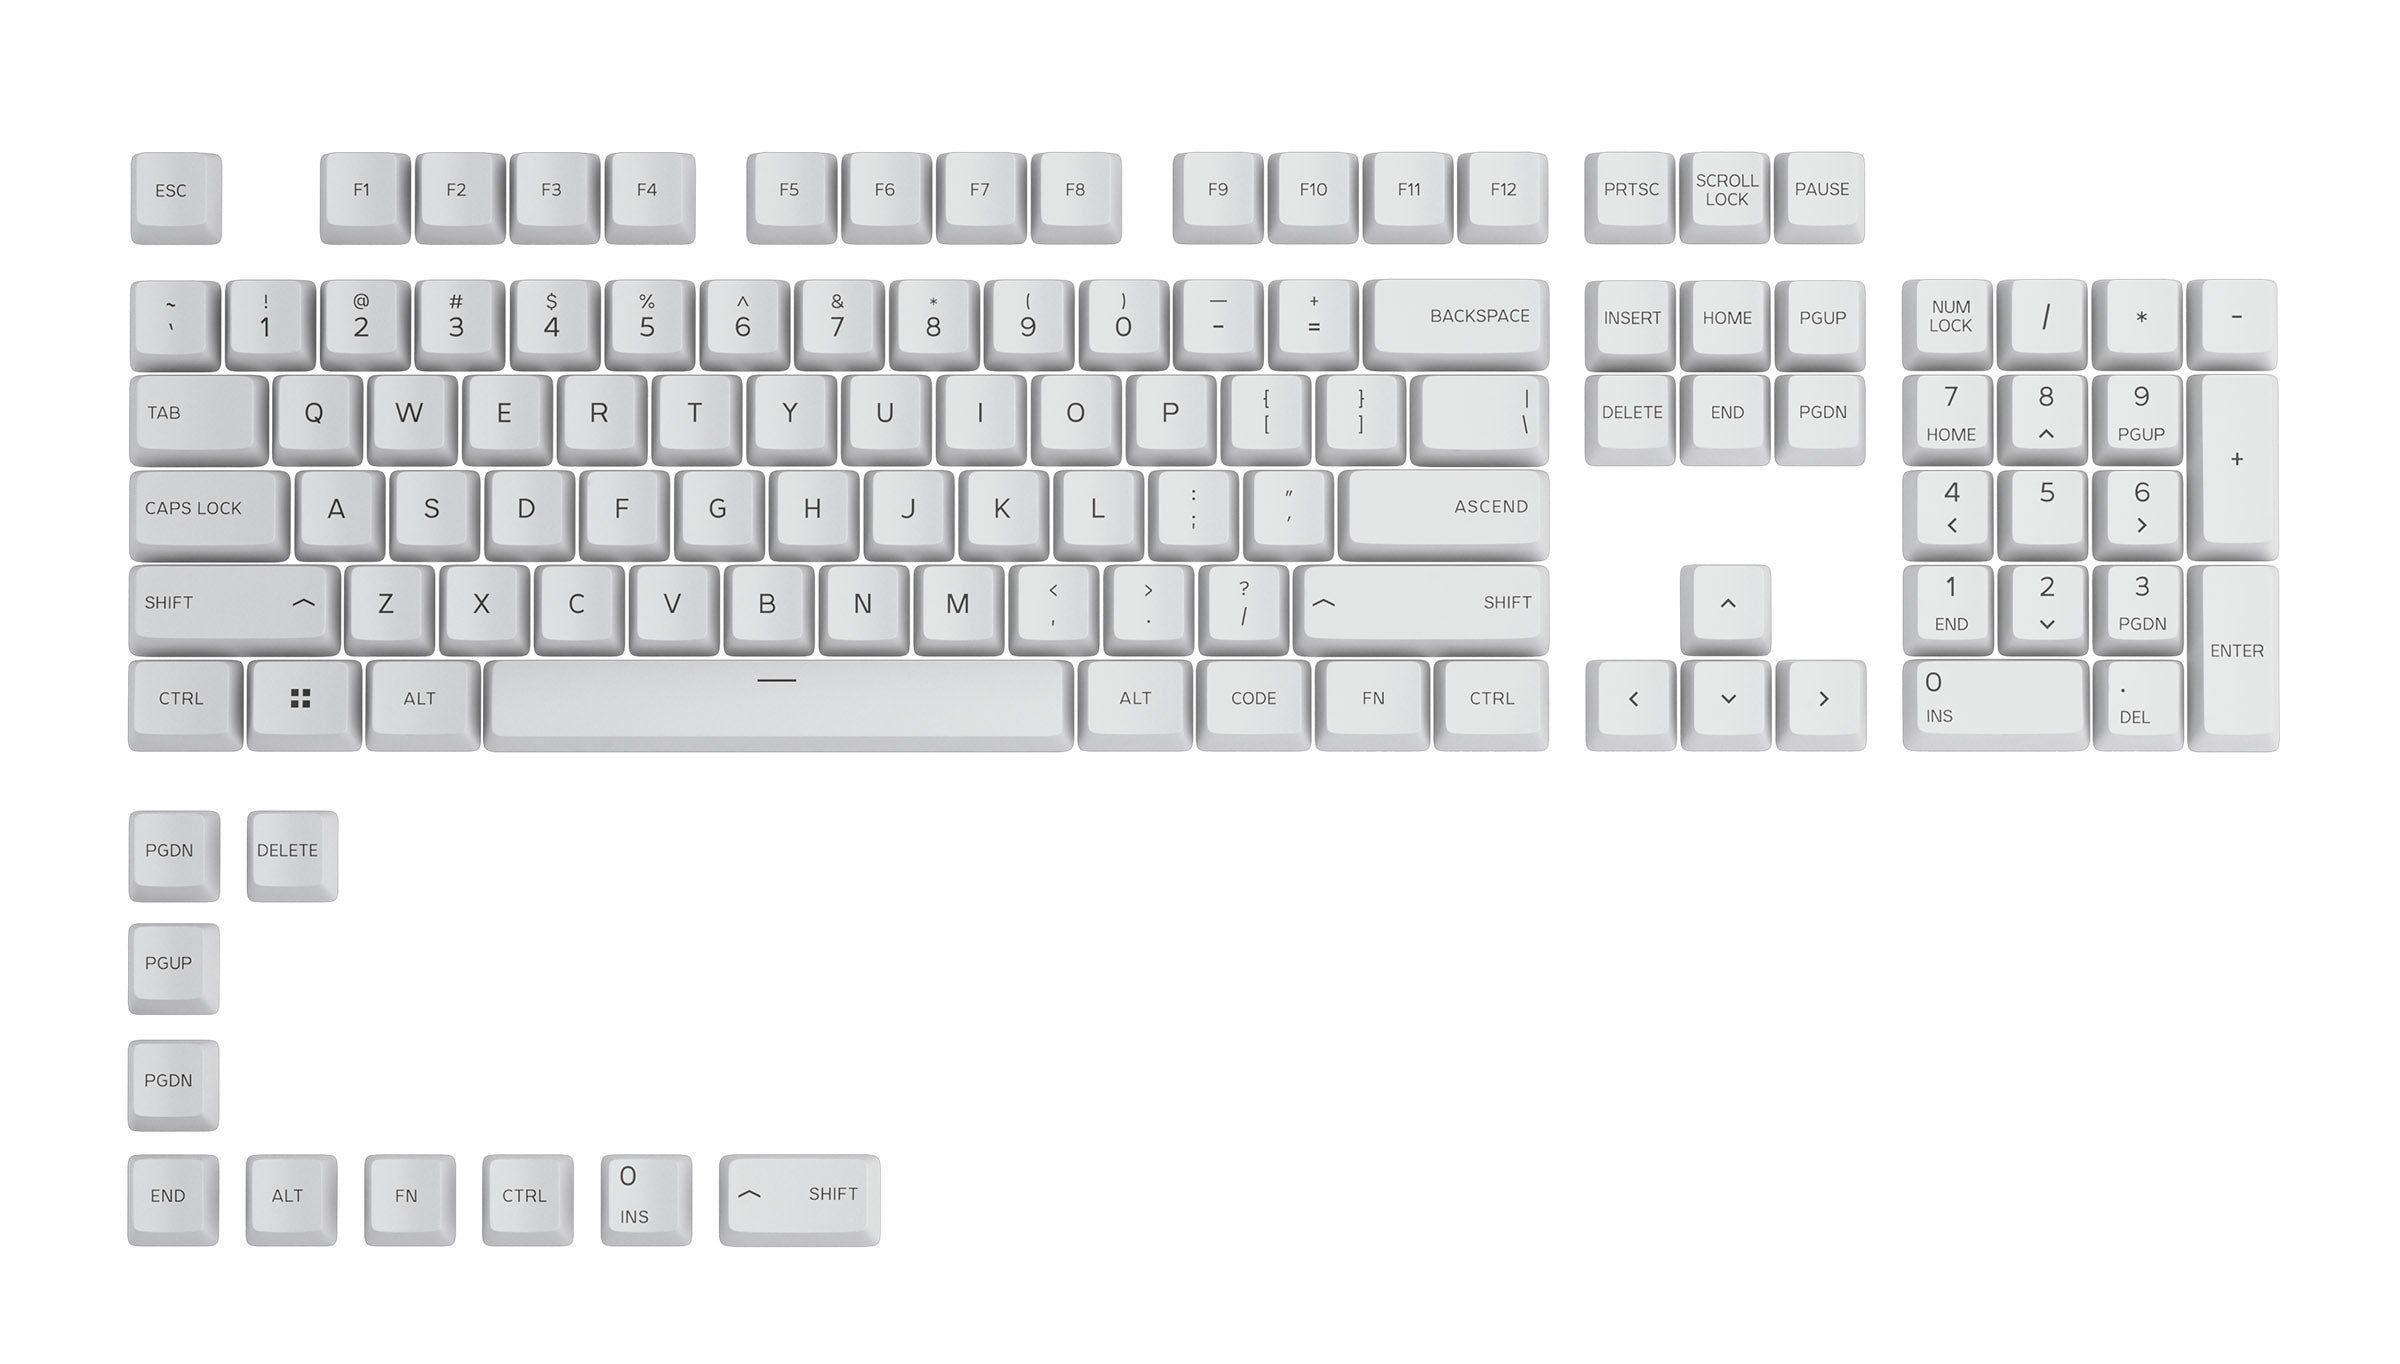 ESC F1 F2 F3 F4 F5 F6 F7 F8 F9 F10 F11 F12 PRTSC SCROLL LOCK PAUSE
~ ! @ # $ % ^ & * ( ) — +
` 1 2 3 4 5 6 7 8 9 0 - = BACKSPACE INSERT HOME PGUP NUM LOCK / * -
TAB Q W E R T Y U I O P { [ } ] | \ DELETE END PGDN 7 HOME 8 ^ 9 PGUP +
CAPS LOCK A S D F G H J K L : ; " ' ASCEND 4 < 5 6 >
SHIFT ^ Z X C V B N M < , > . ? / ^ SHIFT ^ 1 END 2 ⌄ 3 PGDN ENTER
CTRL ALT — ALT CODE FN CTRL < ⌄ > 0 INS . DEL
PGDN DELETE
PGUP
PGDN
END ALT FN CTRL 0 INS ^ SHIFT